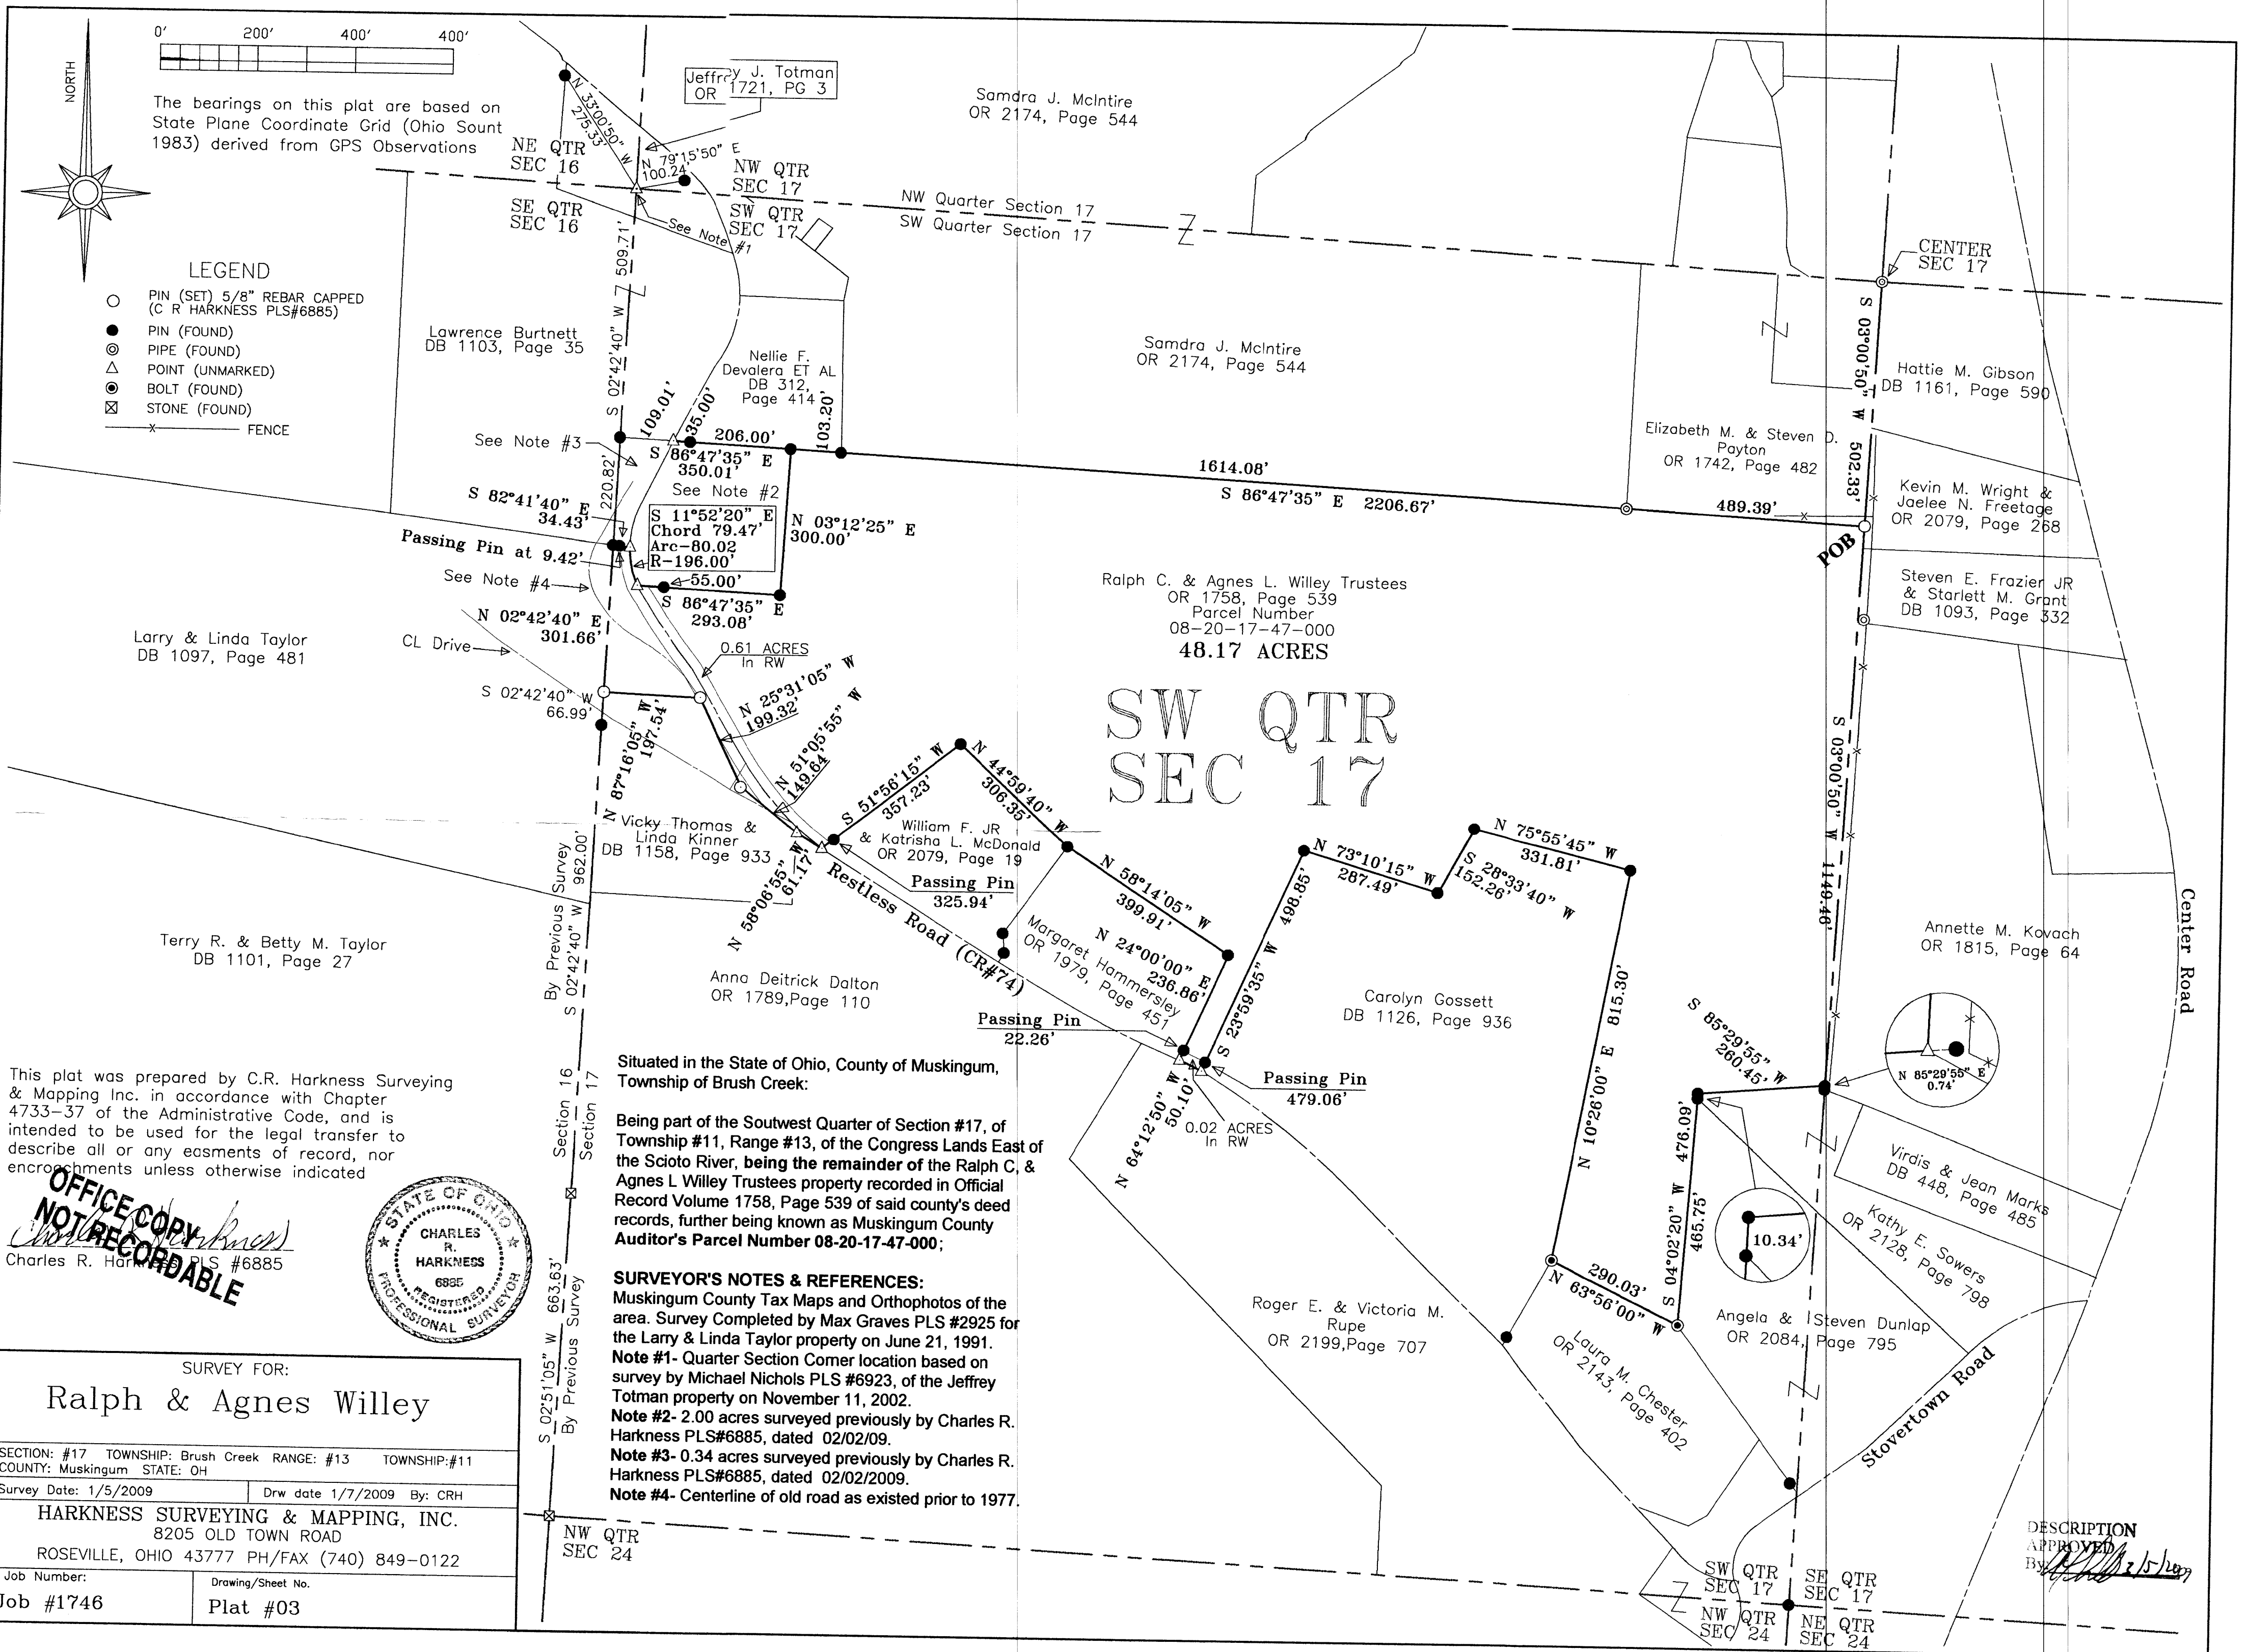 0' 200' 400' 400'
NORTH
The bearings on this plat are based on
State Plane Coordinate Grid (Ohio Sount
1983) derived from GPS Observations
LEGEND
PIN (SET) 5/8" REBAR CAPPED
(C R HARKNESS PLS#6885)
PIN (FOUND)
PIPE (FOUND)
POINT (UNMARKED)
BOLT (FOUND)
STONE (FOUND)
x FENCE
Jeffrey J. Totman
OR 1721, PG 3
Samdra J. McIntire
OR 2174, Page 544
N 33°00'50" W
275.33'
NE QTR
SEC 16
N 79°15'50" E
100.24'
NW QTR
SEC 17
SE QTR
SEC 16
SW QTR
SEC 17
See Note #1
NW Quarter Section 17
SW Quarter Section 17
CENTER
SEC 17
S 02°42'40" W 509.71'
Lawrence Burtnett
DB 1103, Page 35
Nellie F.
Devalera ET AL
DB 312,
Page 414
Samdra J. McIntire
OR 2174, Page 544
S 03°00'50" W 502.33'
Hattie M. Gibson
DB 1161, Page 590
Elizabeth M. & Steven D.
Payton
OR 1742, Page 482
Kevin M. Wright &
Jaelee N. Freetage
OR 2079, Page 268
109.01'
35.00'
206.00'
103.20'
See Note #3
S 86°47'35" E
350.01'
See Note #2
1614.08'
S 86°47'35" E 2206.67'
489.39'
POB
220.82'
S 82°41'40" E
34.43'
Passing Pin at 9.42'
S 11°52'20" E
Chord 79.47'
Arc-80.02
R-196.00'
N 03°12'25" E
300.00'
See Note #4
55.00'
S 86°47'35" E
293.08'
N 02°42'40" E
301.66'
Larry & Linda Taylor
DB 1097, Page 481
CL Drive
0.61 ACRES
In RW
Ralph C. & Agnes L. Willey Trustees
OR 1758, Page 539
Parcel Number
08-20-17-47-000
48.17 ACRES
Steven E. Frazier JR
& Starlett M. Grant
DB 1093, Page 332
S 02°42'40" W
66.99'
N 87°16'05" W
197.54'
N 25°31'05" W
199.32'
N 51°05'55" W
149.64'
SW QTR
SEC 17
S 03°00'50" W 1149.46'
S 51°56'15" W
357.23'
N 44°59'40" W
306.35'
Vicky Thomas &
Linda Kinner
DB 1158, Page 933
William F. JR
& Katrisha L. McDonald
OR 2079, Page 19
N 58°06'55" W
61.17'
Passing Pin
325.94'
Restless Road (CR#74)
N 58°14'05" W
399.91'
N 73°10'15" W
287.49'
S 28°33'40" W
152.26'
N 75°55'45" W
331.81'
By Previous Survey
S 02°42'40" W 962.00'
Terry R. & Betty M. Taylor
DB 1101, Page 27
Anna Deitrick Dalton
OR 1789,Page 110
Margaret Hammersley
OR 1979, Page 451
N 24°00'00" E
236.86'
S 23°59'35" W 498.85'
Carolyn Gossett
DB 1126, Page 936
N 10°26'00" E 815.30'
Annette M. Kovach
OR 1815, Page 64
Center Road
Passing Pin
22.26'
Passing Pin
479.06'
N 64°12'50" W
50.10'
0.02 ACRES
In RW
S 85°29'55" W
260.45'
N 85°29'55" E
0.74'
S 04°02'20" W 476.09'
465.75'
10.34'
Virdis & Jean Marks
DB 448, Page 485
Kathy E. Sowers
OR 2128, Page 798
290.03'
N 63°56'00" W
Angela & Steven Dunlap
OR 2084, Page 795
Roger E. & Victoria M.
Rupe
OR 2199,Page 707
Laura M. Chester
OR 2143, Page 402
Stovertown Road
Section 16
Section 17
S 02°51'05" W 663.63'
By Previous Survey
This plat was prepared by C.R. Harkness Surveying
& Mapping Inc. in accordance with Chapter
4733-37 of the Administrative Code, and is
intended to be used for the legal transfer to
describe all or any easments of record, nor
encroachments unless otherwise indicated
OFFICE COPY
NOT RECORDABLE
Charles R. Harkness
Charles R. Harkness PLS #6885
STATE OF OHIO
CHARLES
R.
HARKNESS
6885
REGISTERED
PROFESSIONAL SURVEYOR
Situated in the State of Ohio, County of Muskingum,
Township of Brush Creek:
Being part of the Soutwest Quarter of Section #17, of
Township #11, Range #13, of the Congress Lands East of
the Scioto River, being the remainder of the Ralph C, &
Agnes L Willey Trustees property recorded in Official
Record Volume 1758, Page 539 of said county's deed
records, further being known as Muskingum County
Auditor's Parcel Number 08-20-17-47-000;
SURVEYOR'S NOTES & REFERENCES:
Muskingum County Tax Maps and Orthophotos of the
area. Survey Completed by Max Graves PLS #2925 for
the Larry & Linda Taylor property on June 21, 1991.
Note #1- Quarter Section Corner location based on
survey by Michael Nichols PLS #6923, of the Jeffrey
Totman property on November 11, 2002.
Note #2- 2.00 acres surveyed previously by Charles R.
Harkness PLS#6885, dated 02/02/09.
Note #3- 0.34 acres surveyed previously by Charles R.
Harkness PLS#6885, dated 02/02/2009.
Note #4- Centerline of old road as existed prior to 1977.
SURVEY FOR:
Ralph & Agnes Willey
SECTION: #17 TOWNSHIP: Brush Creek RANGE: #13 TOWNSHIP:#11
COUNTY: Muskingum STATE: OH
Survey Date: 1/5/2009 Drw date 1/7/2009 By: CRH
HARKNESS SURVEYING & MAPPING, INC.
8205 OLD TOWN ROAD
ROSEVILLE, OHIO 43777 PH/FAX (740) 849-0122
Job Number:
Job #1746
Drawing/Sheet No.
Plat #03
NW QTR
SEC 24
SW QTR
SEC 17
SE QTR
SEC 17
NW QTR
SEC 24
NE QTR
SEC 24
DESCRIPTION
APPROVED
By: 3/5/2009